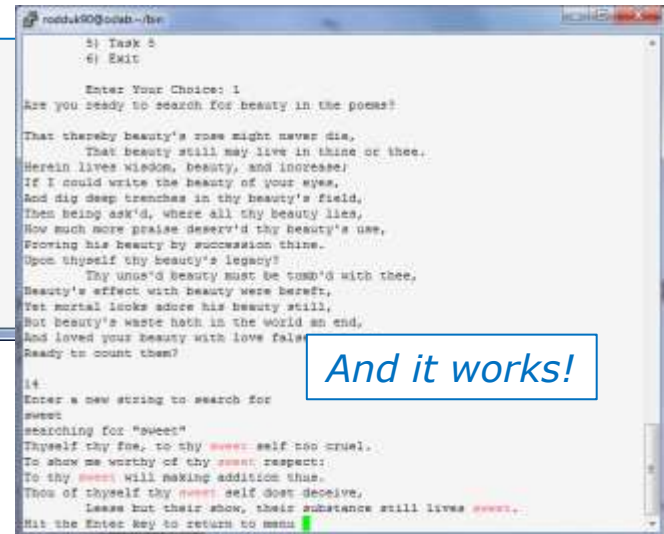 rodduk90@oslab:~/bin
5) Task 5
6) Exit
Enter Your Choice: 1
Are you ready to search for beauty in the poems?
That thereby beauty's rose might never die,
That beauty still may live in thine or thee.
Herein lives wisdom, beauty, and increase;
If I could write the beauty of your eyes,
And dig deep trenches in thy beauty's field,
Then being ask'd, where all thy beauty lies,
How much more praise deserv'd thy beauty's use,
Proving his beauty by succession thine.
Upon thyself thy beauty's legacy?
Thy unus'd beauty must be tomb'd with thee,
Beauty's effect with beauty were bereft,
Yet mortal looks adore his beauty still,
But beauty's waste hath in the world an end,
And loved your beauty with love false
Ready to count them?
14
Enter a new string to search for
sweet
searching for "sweet"
Thyself thy foe, to thy sweet self too cruel.
To show me worthy of thy sweet respect:
To thy sweet will making addition thus.
Thou of thyself thy sweet self dost deceive,
Leese but their show, their substance still lives sweet.
Hit the Enter key to return to menu
And it works!